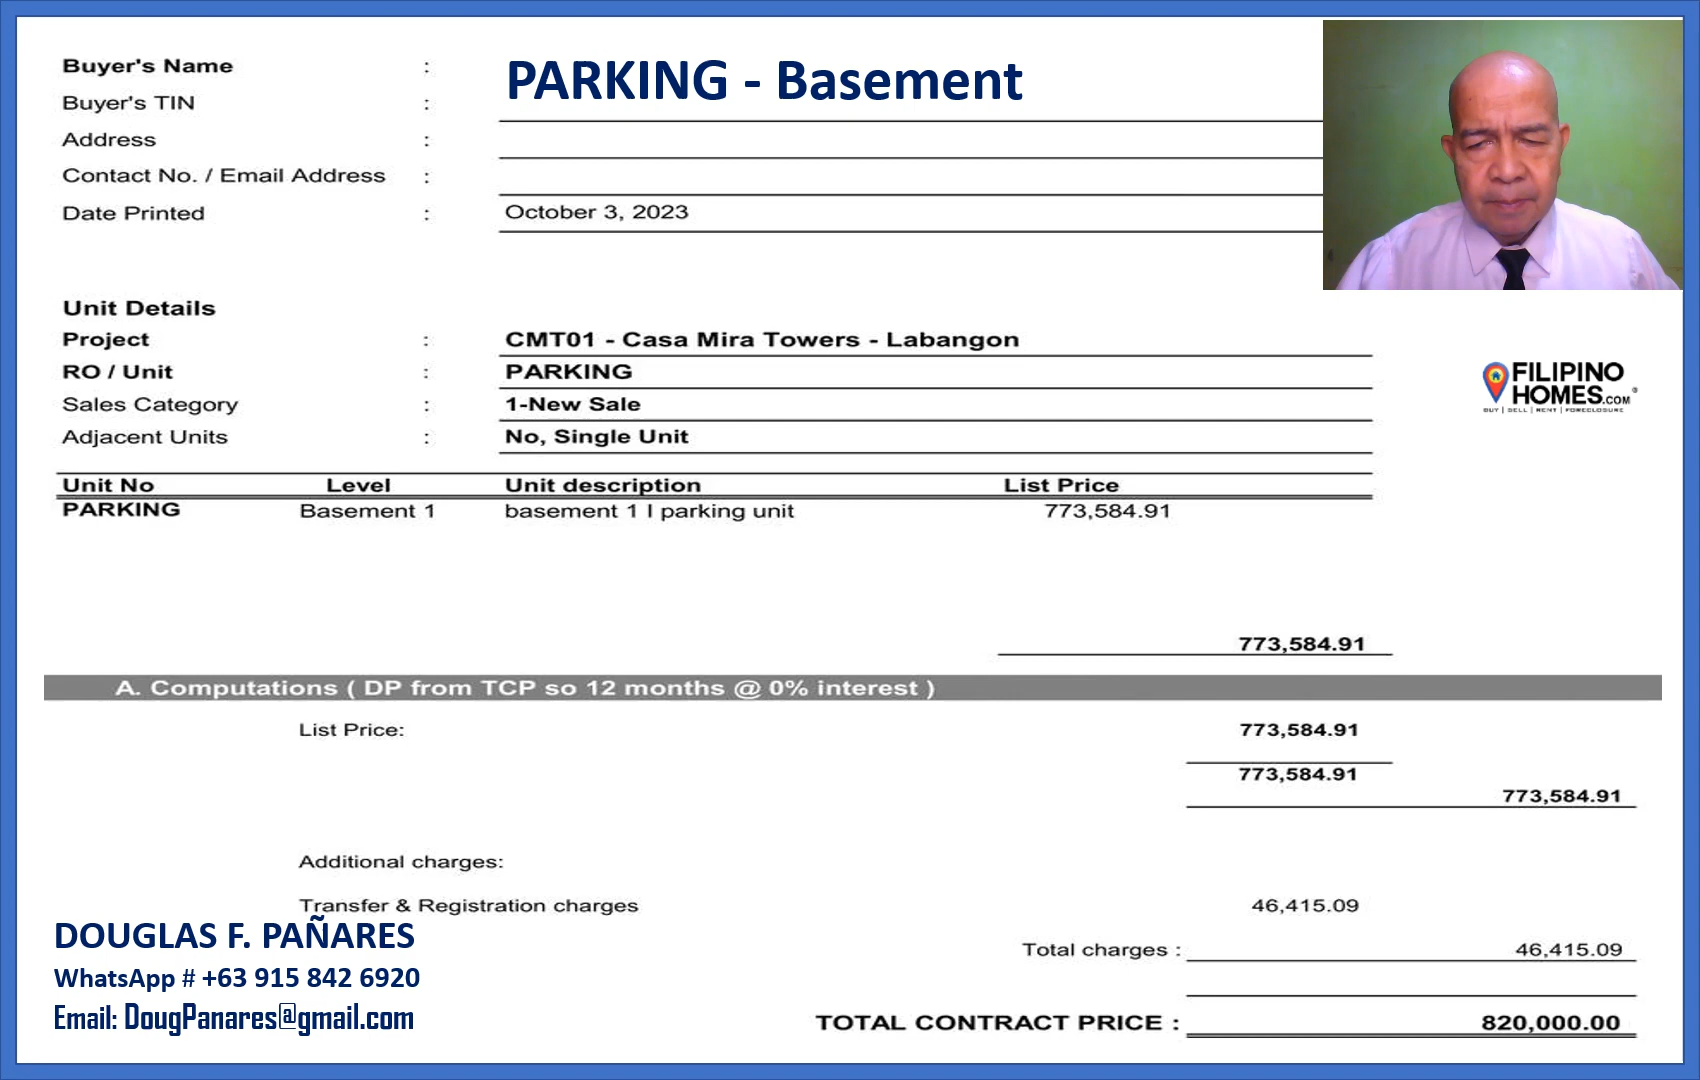 Buyer's Name : PARKING - Basement
Buyer's TIN :
Address :
Contact No. / Email Address :
Date Printed : October 3, 2023
Unit Details
Project : CMT01 - Casa Mira Towers - Labangon
RO / Unit : PARKING
Sales Category : 1-New Sale
Adjacent Units : No, Single Unit
FILIPINO
HOMES.COM ®
BUY | SELL | RENT | FORECLOSURE
Unit No Level Unit description List Price
PARKING Basement 1 basement 1 I parking unit 773,584.91
773,584.91
A. Computations ( DP from TCP so 12 months @ 0% interest )
List Price: 773,584.91
773,584.91
773,584.91
Additional charges:
Transfer & Registration charges 46,415.09
DOUGLAS F. PAÑARES
Total charges : 46,415.09
WhatsApp # +63 915 842 6920
Email: DougPanares@gmail.com
TOTAL CONTRACT PRICE : 820,000.00